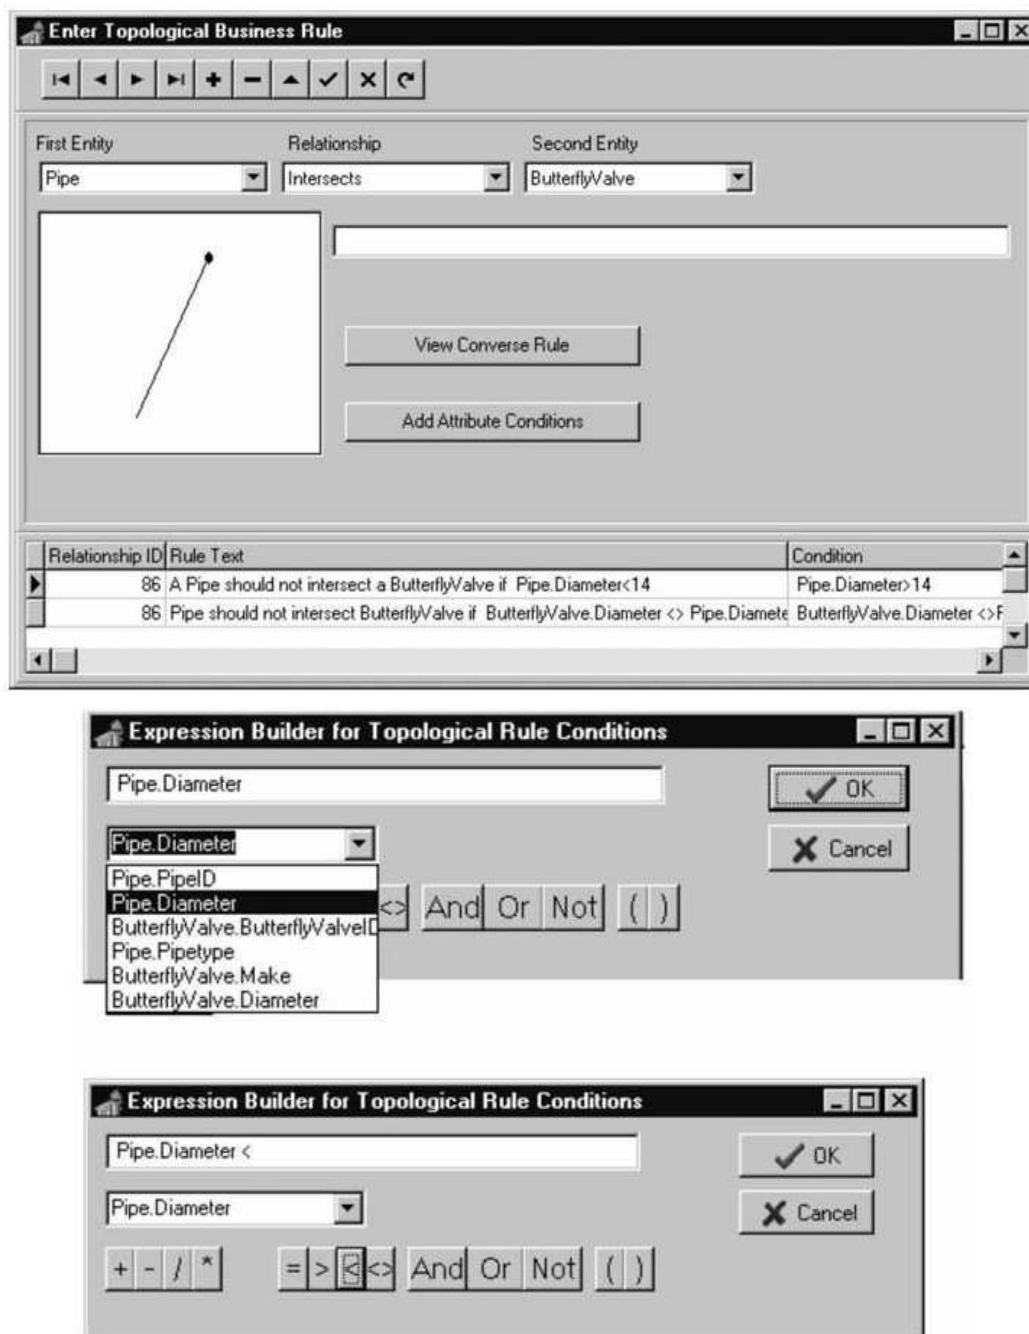 Enter Topological Business Rule
First Entity Relationship Second Entity
Pipe Intersects ButterflyValve
View Converse Rule
Add Attribute Conditions
Relationship ID Rule Text Condition
86 A Pipe should not intersect a ButterflyValve if Pipe.Diameter<14 Pipe.Diameter>14
86 Pipe should not intersect ButterflyValve if ButterflyValve.Diameter <> Pipe.Diamete ButterflyValve.Diameter <>F
Expression Builder for Topological Rule Conditions
Pipe.Diameter
OK
Pipe.Diameter
Cancel
Pipe.PipeID
Pipe.Diameter
<> And Or Not ( )
ButterflyValve.ButterflyValveID
Pipe.Pipetype
ButterflyValve.Make
ButterflyValve.Diameter
Expression Builder for Topological Rule Conditions
Pipe.Diameter <
OK
Pipe.Diameter
Cancel
+ - / * = > < <> And Or Not ( )